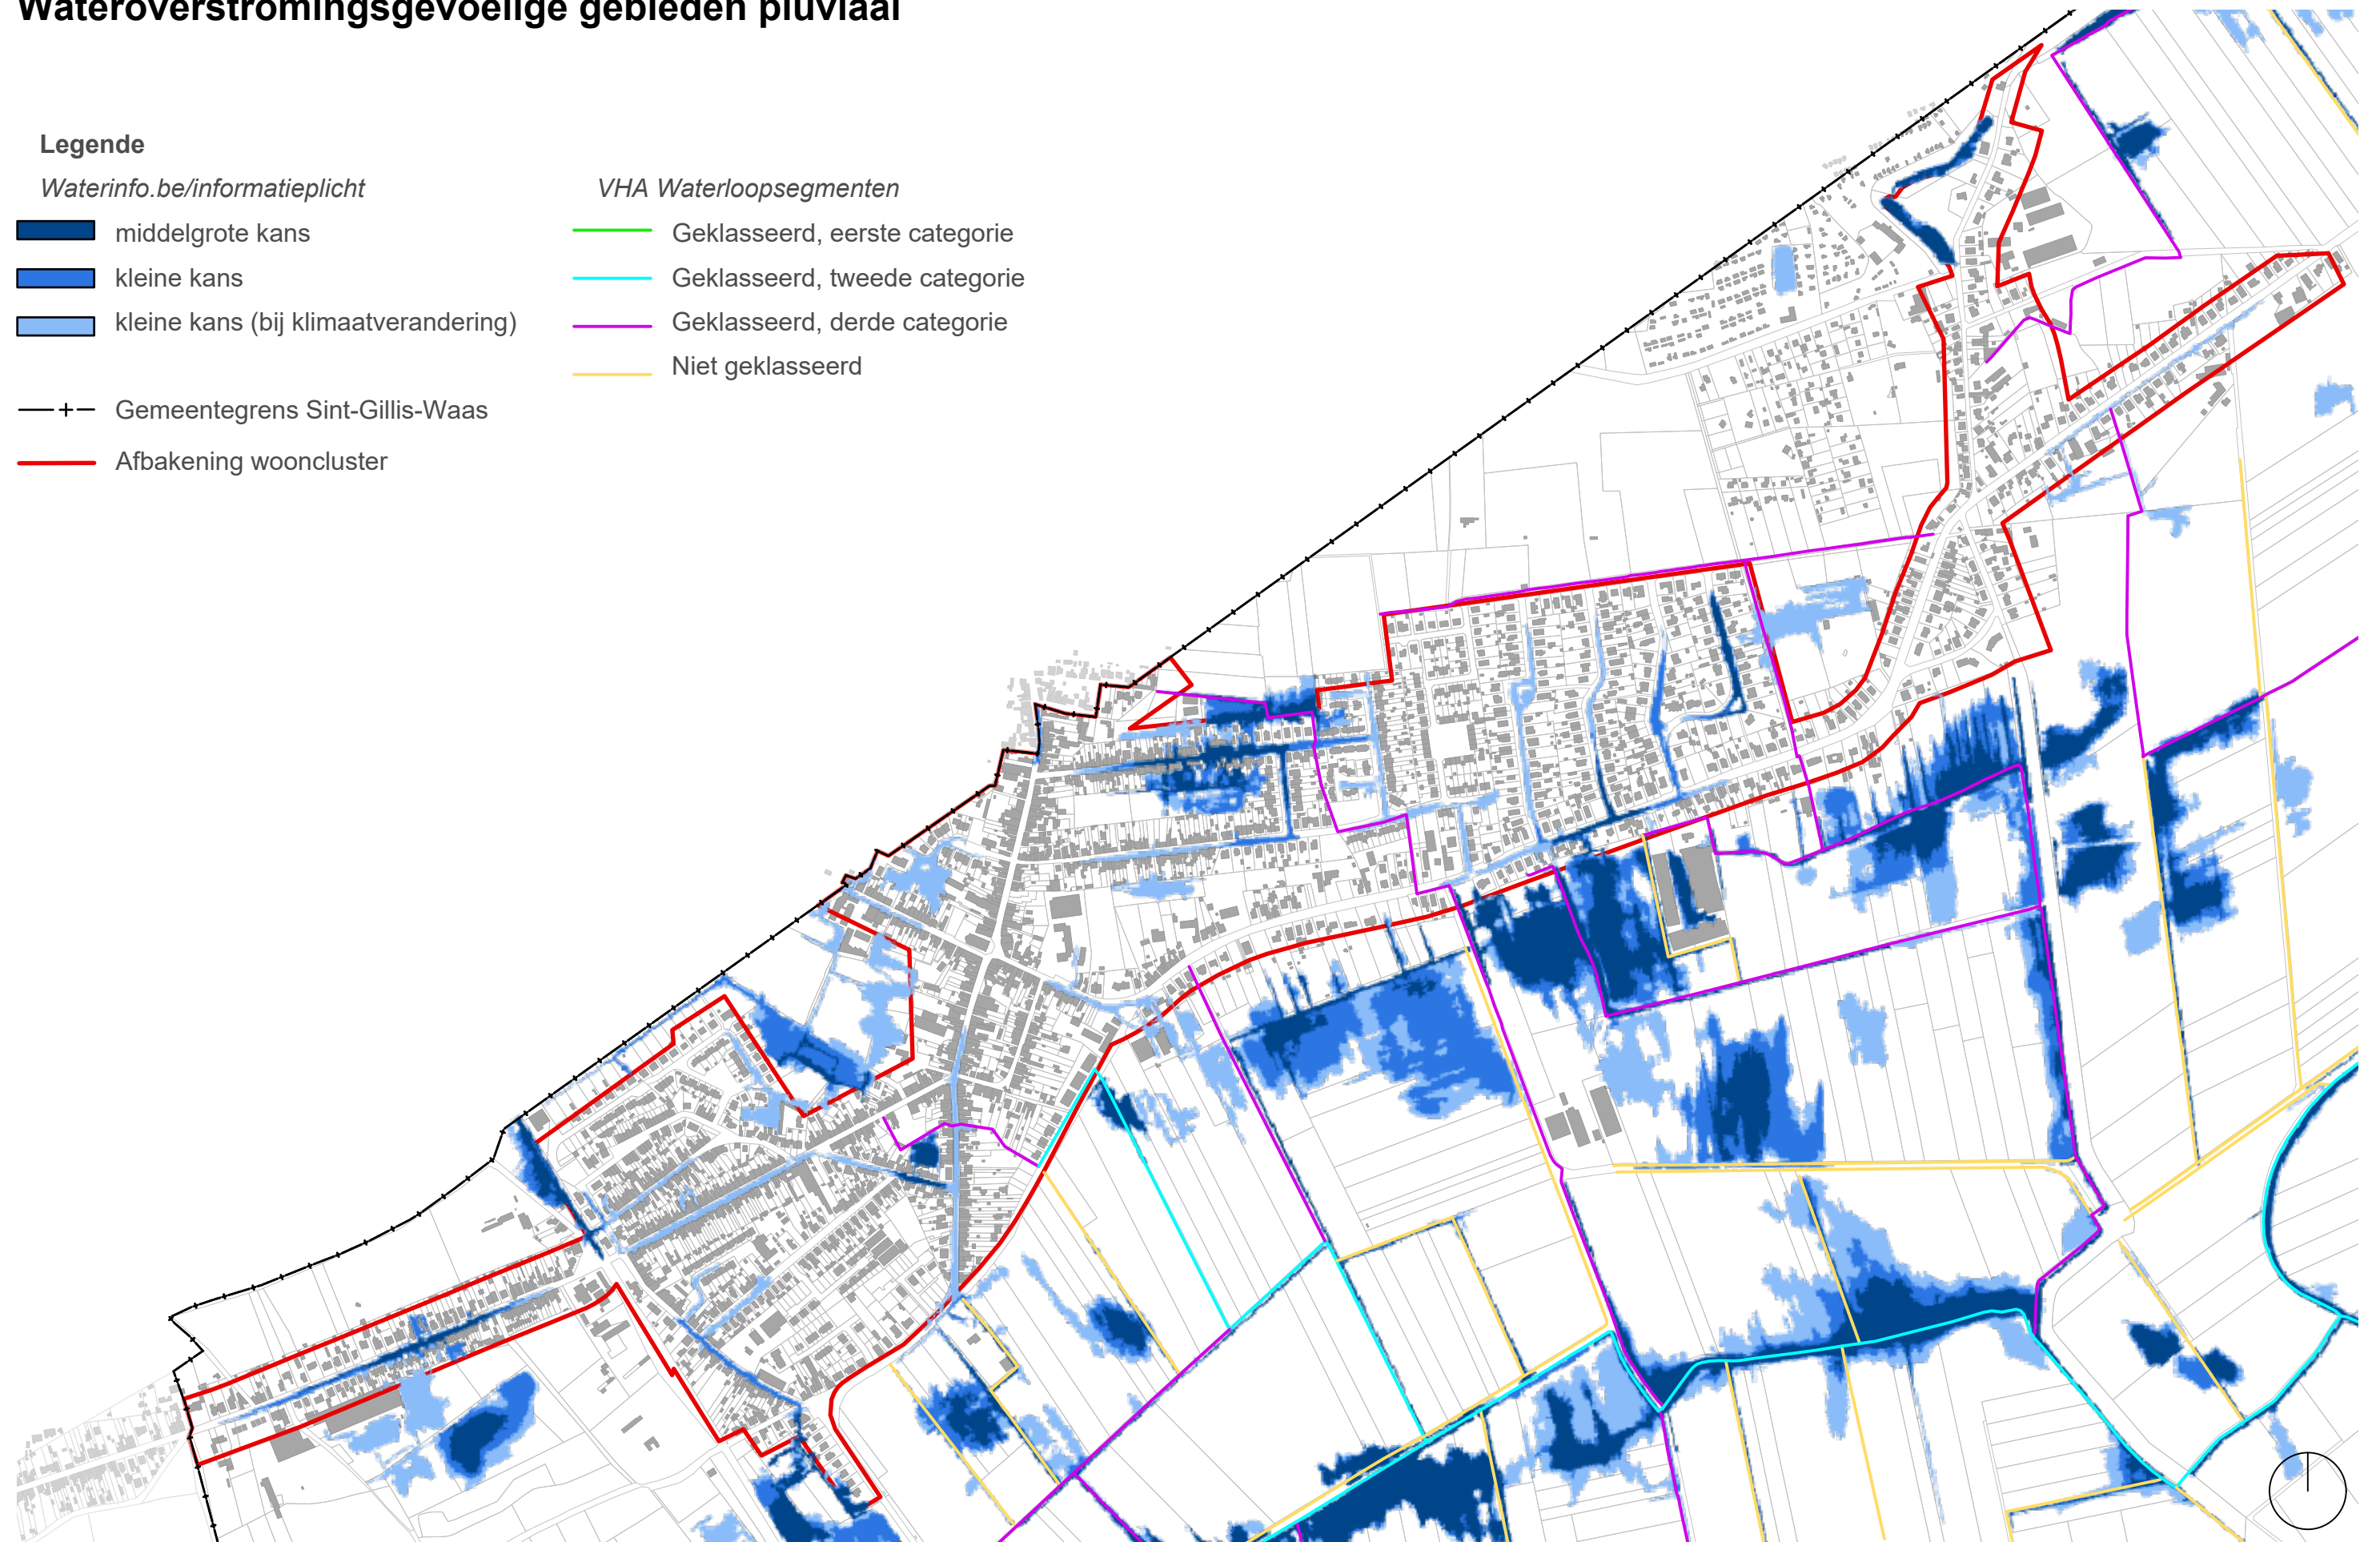 Wateroverstromingsgevoelige gebieden pluviaal
Legende
Waterinfo.be/informatieplicht
middelgrote kans
kleine kans
kleine kans (bij klimaatverandering)
Gemeentegrens Sint-Gillis-Waas
Afbakening wooncluster
VHA Waterloopsegmenten
Geklasseerd, eerste categorie
Geklasseerd, tweede categorie
Geklasseerd, derde categorie
Niet geklasseerd